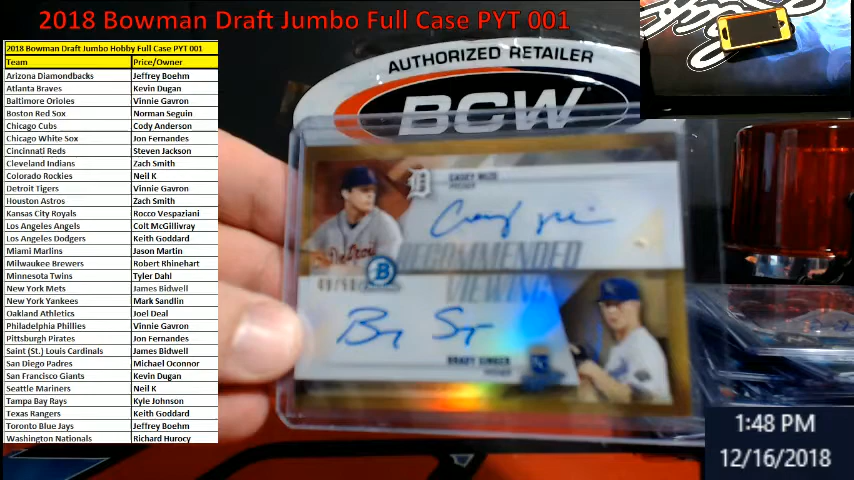 2018 Bowman Draft Jumbo Full Case PYT 001
2018 Bowman Draft Jumbo Hobby Full Case PYT 001
Team Price/Owner
Arizona Diamondbacks Jeffrey Boehm
Atlanta Braves Kevin Dugan
Baltimore Orioles Vinnie Gavron
Boston Red Sox Norman Seguin
Chicago Cubs Cody Anderson
Chicago White Sox Jon Fernandes
Cincinnati Reds Steven Jackson
Cleveland Indians Zach Smith
Colorado Rockies Neil K
Detroit Tigers Vinnie Gavron
Houston Astros Zach Smith
Kansas City Royals Rocco Vespaziani
Los Angeles Angels Colt McGillivray
Los Angeles Dodgers Keith Goddard
Miami Marlins Jason Martin
Milwaukee Brewers Robert Rhinehart
Minnesota Twins Tyler Dahl
New York Mets James Bidwell
New York Yankees Mark Sandlin
Oakland Athletics Joel Deal
Philadelphia Phillies Vinnie Gavron
Pittsburgh Pirates Jon Fernandes
Saint (St.) Louis Cardinals James Bidwell
San Diego Padres Michael Oconnor
San Francisco Giants Kevin Dugan
Seattle Mariners Neil K
Tampa Bay Rays Kyle Johnson
Texas Rangers Keith Goddard
Toronto Blue Jays Jeffrey Boehm
Washington Nationals Richard Hurocy
AUTHORIZED RETAILER
BCW
D
CASEY MIZE
PITCHER
Detroit
RECOMMENDED
VIEWING
B
BRADY SINGER
PITCHER
1:48 PM
12/16/2018